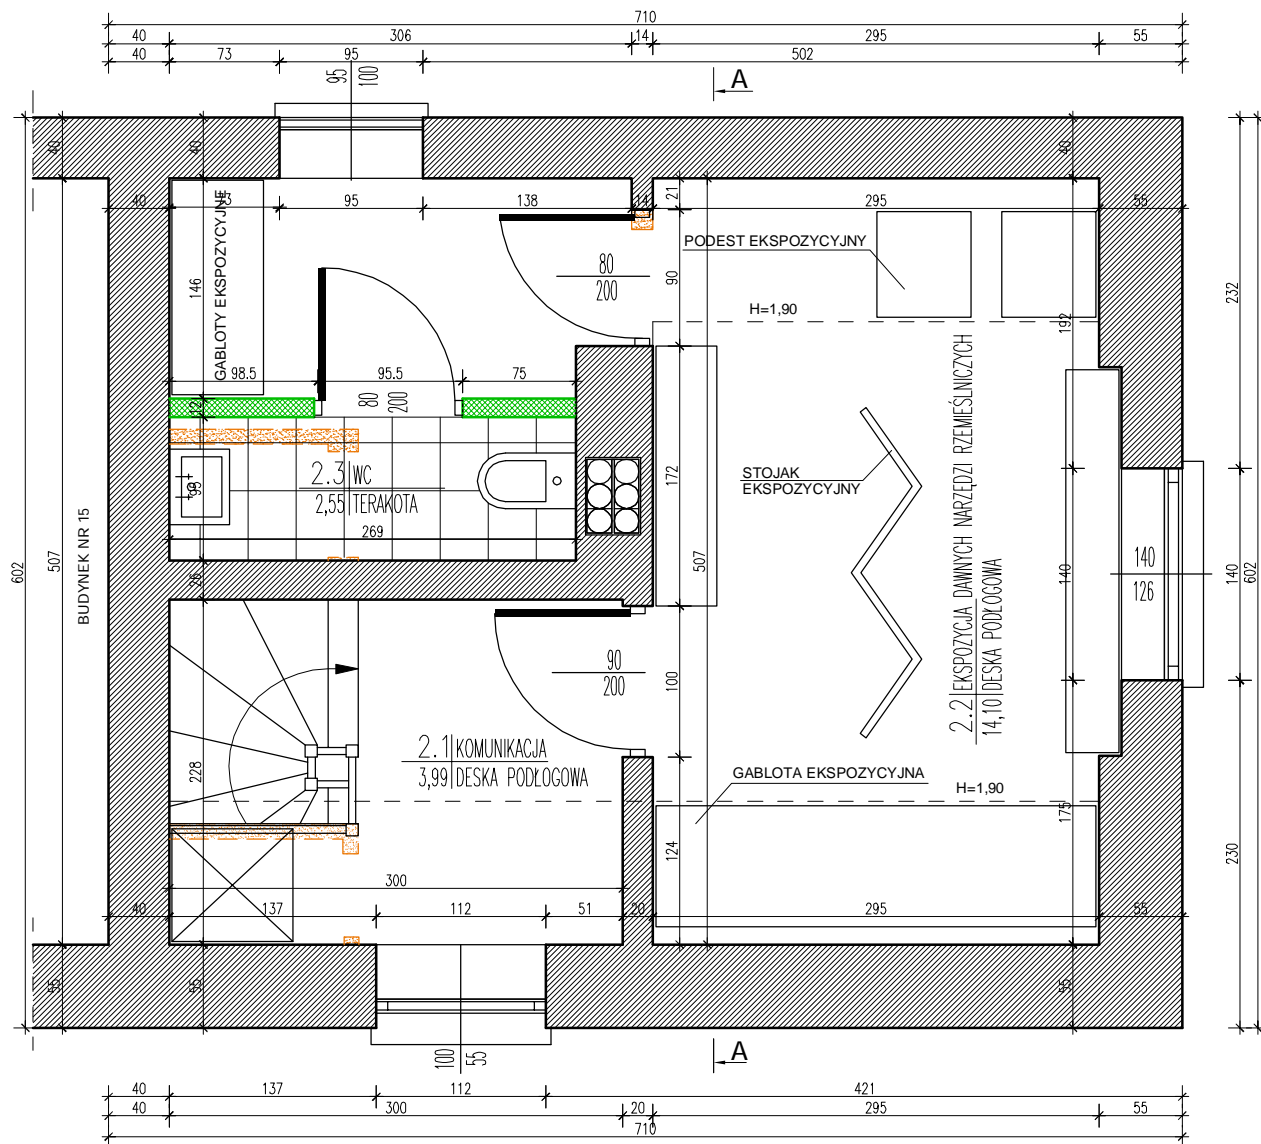 710
40 306 14 295 55
40 73 95 502
95
100
A
40 40
40 73 95 138 14 295 55
21
GABLOTY EKSPOZYCYJNE
146
PODEST EKSPOZYCYJNY
80
200
90
H=1,90
192
232
98.5 95.5 75
12
80
200
2.3 WC
2,55 TERAKOTA
95
269
172
STOJAK
EKSPOZYCYJNY
2.2 EKSPOZYCJA DAWNYCH NARZĘDZI RZEMIEŚLNICZYCH
14,10 DESKA PODŁOGOWA
140
126
140
140
602
602
507
BUDYNEK NR 15
26
507
90
200
100
228
2.1 KOMUNIKACJA
3,99 DESKA PODŁOGOWA
GABLOTA EKSPOZYCYJNA
H=1,90
175
124
230
300
40 137 112 51 20 295 55
55 55 55
100
55
A
40 137 112 421
40 300 20 295 55
710